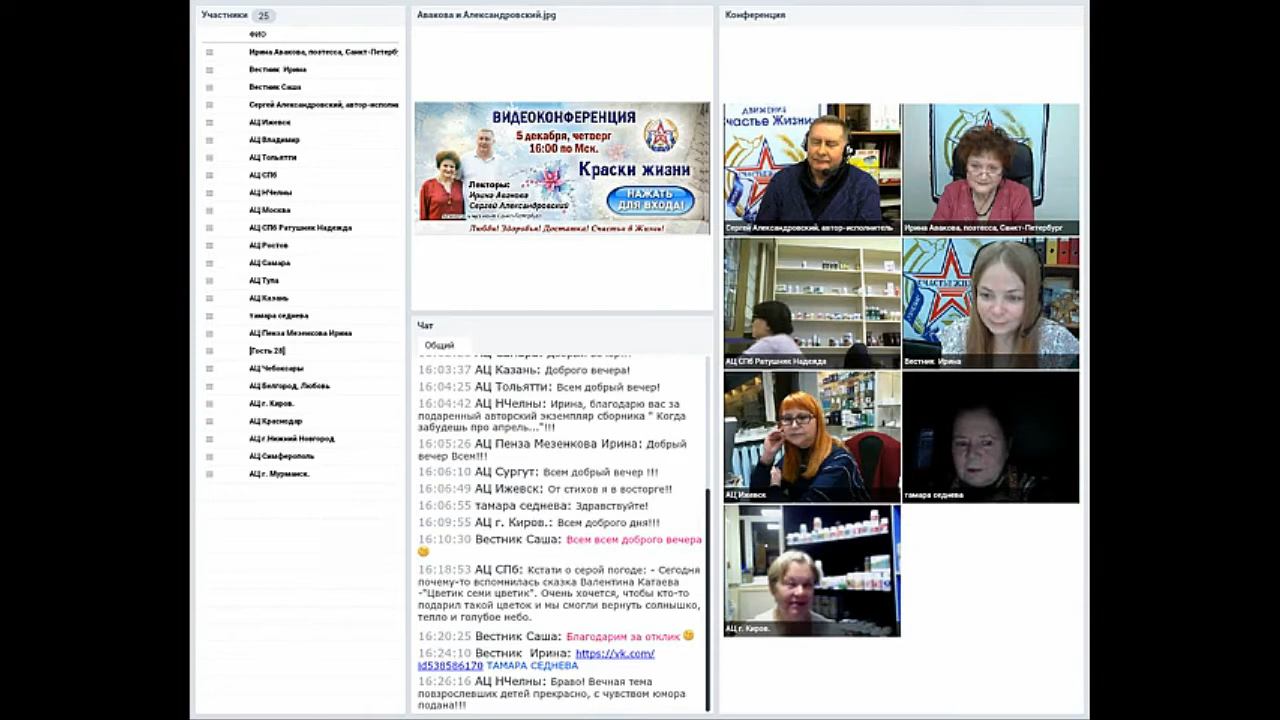 Участники 25
ФИО
Ирина Авакова, поэтесса, Санкт-Петерб
Вестник Ирина
Вестник Саша
Сергей Александровский, автор-исполни
АЦ Ижевск
АЦ Владимир
АЦ Тольятти
АЦ СПб
АЦ НЧелны
АЦ Москва
АЦ СПб Ратушняк Надежда
АЦ Ростов
АЦ Самара
АЦ Тула
АЦ Казань
тамара седнева
АЦ Пенза Мезенкова Ирина
[Гость 28]
АЦ Чебоксары
АЦ Белгород, Любовь
АЦ г. Киров.
АЦ Краснодар
АЦ г.Нижний Новгород
АЦ Симферополь
АЦ г. Мурманск.
Авакова и Александровский.jpg
ВИДЕОКОНФЕРЕНЦИЯ
5 декабря, четверг
16:00 по Мск.
Краски жизни
Лекторы:
Ирина Авакова
Сергей Александровский
НАЖАТЬ
ДЛЯ ВХОДА!
Любви! Здоровья! Достатка! Счастья в Жизни!
Чат
Общий
16:03:37 АЦ Казань: Доброго вечера!
16:04:25 АЦ Тольятти: Всем добрый вечер!
16:04:42 АЦ НЧелны: Ирина, благодарю вас за
подаренный авторский экземпляр сборника " Когда
забудешь про апрель..."!!!
16:05:26 АЦ Пенза Мезенкова Ирина: Добрый
вечер Всем!!!
16:06:10 АЦ Сургут: Всем добрый вечер !!!
16:06:49 АЦ Ижевск: От стихов я в восторге!!
16:06:55 тамара седнева: Здравствуйте!
16:09:55 АЦ г. Киров.: Всем доброго дня!!!
16:10:30 Вестник Саша: Всем всем доброго вечера
16:18:53 АЦ СПб: Кстати о серой погоде: - Сегодня
почему-то вспомнилась сказка Валентина Катаева
-"Цветик семи цветик". Очень хочется, чтобы кто-то
подарил такой цветок и мы смогли вернуть солнышко,
тепло и голубое небо.
16:20:25 Вестник Саша: Благодарим за отклик
16:24:10 Вестник Ирина: https://vk.com/
id538586170 ТАМАРА СЕДНЕВА
16:26:16 АЦ НЧелны: Браво! Вечная тема
повзрослевших детей прекрасно, с чувством юмора
подана!!!
Конференция
ДВИЖЕНИЯ
частье Жизни
Сергей Александровский, автор-исполнитель
Ирина Авакова, поэтесса, Санкт-Петербург
АЦ СПб Ратушняк Надежда
Вестник Ирина
АЦ Ижевск
тамара седнева
АЦ г. Киров.